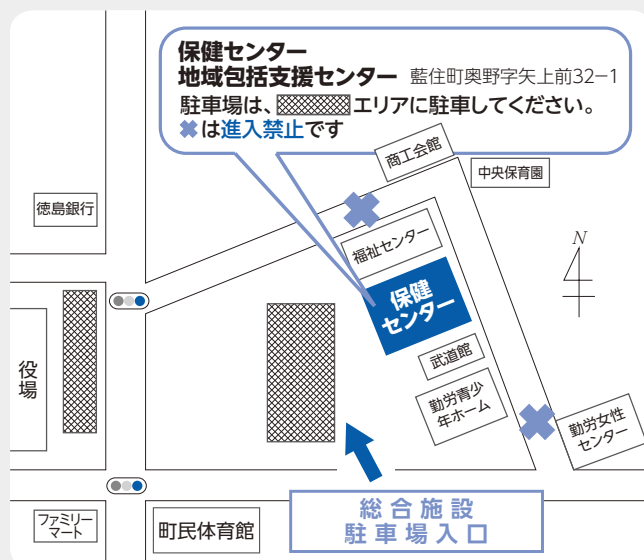 保健センター
地域包括支援センター 藍住町奥野字矢上前32−1
駐車場は、エリアに駐車してください。
✖は進入禁止です
商工会館
中央保育園
徳島銀行
福祉センター
N
保健
センター
役場
武道館
勤労青少
年ホーム
勤労女性
センター
総合施設
駐車場入口
ファミリー
マート
町民体育館